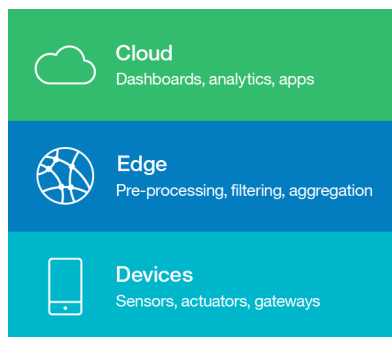 Cloud
Dashboards, analytics, apps
Edge
Pre-processing, filtering, aggregation
Devices
Sensors, actuators, gateways